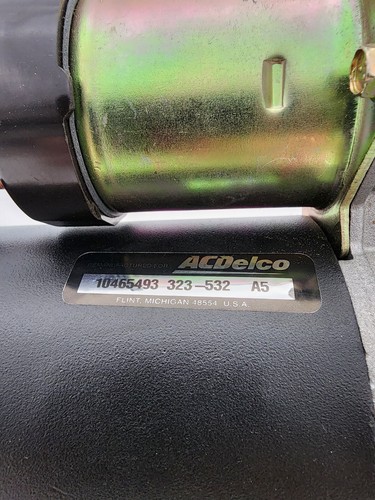 ACDelco
10465493 323-532 A5
FLINT, MICHIGAN 48554 U.S.A.